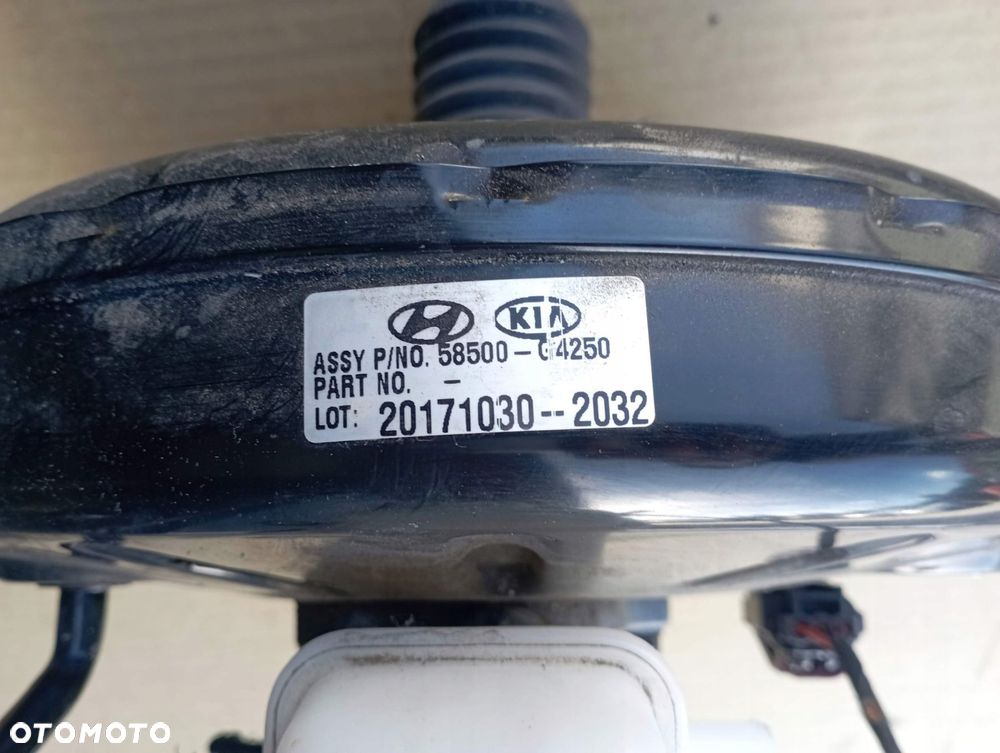 KIA
ASSY P/NO. 58500-G4250
PART NO. -
LOT: 20171030--2032
OTOMOTO